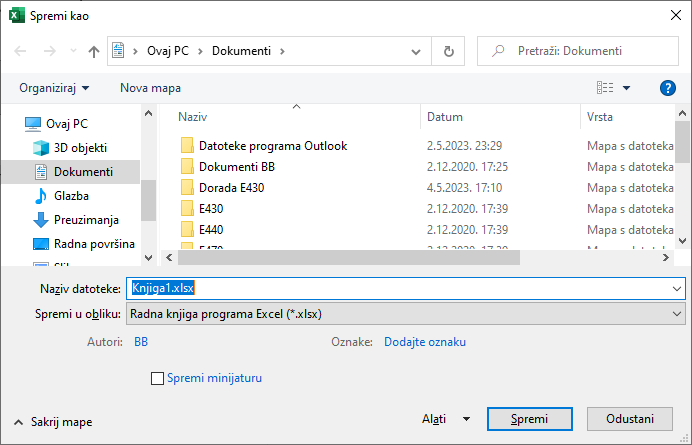 Spremi kao
Ovaj PC > Dokumenti >
Pretraži: Dokumenti
Organiziraj
Nova mapa
Naziv
Datum
Vrsta
Ovaj PC
3D objekti
Dokumenti
Glazba
Preuzimanja
Radna površina
Datoteke programa Outlook 2.5.2023. 23:29 Mapa s datoteka
Dokumenti BB 2.12.2020. 17:25 Mapa s datoteka
Dorada E430 4.5.2023. 17:10 Mapa s datoteka
E430 2.12.2020. 17:39 Mapa s datoteka
E440 2.12.2020. 17:39 Mapa s datoteka
Naziv datoteke: Knjiga1.xlsx
Spremi u obliku: Radna knjiga programa Excel (*.xlsx)
Autori: BB
Oznake: Dodajte oznaku
Spremi minijaturu
Sakrij mape
Alati
Spremi
Odustani